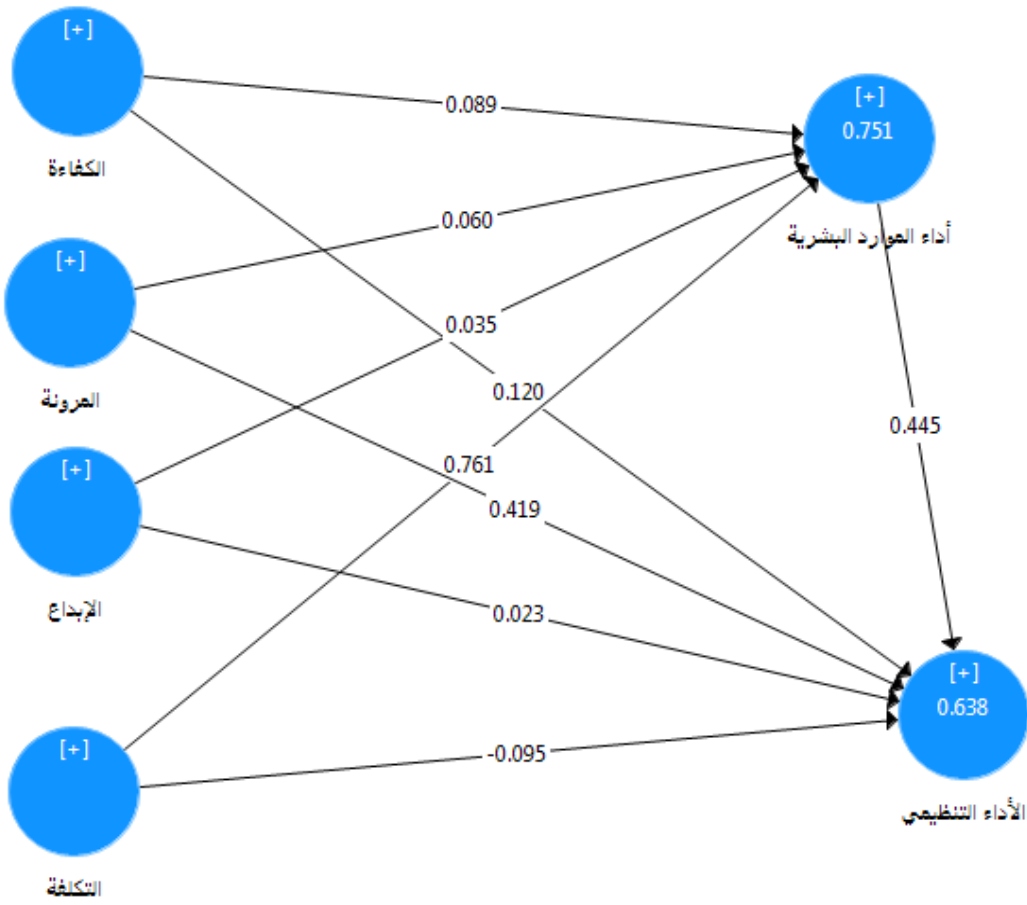 [+]
الكفاءة
[+]
المرونة
[+]
الإبداع
[+]
التكلفة
0.089
0.060
0.035
0.120
0.761
0.419
0.023
-0.095
[+]
0.751
أداء الموارد البشرية
0.445
[+]
0.638
الأداء التنظيمي